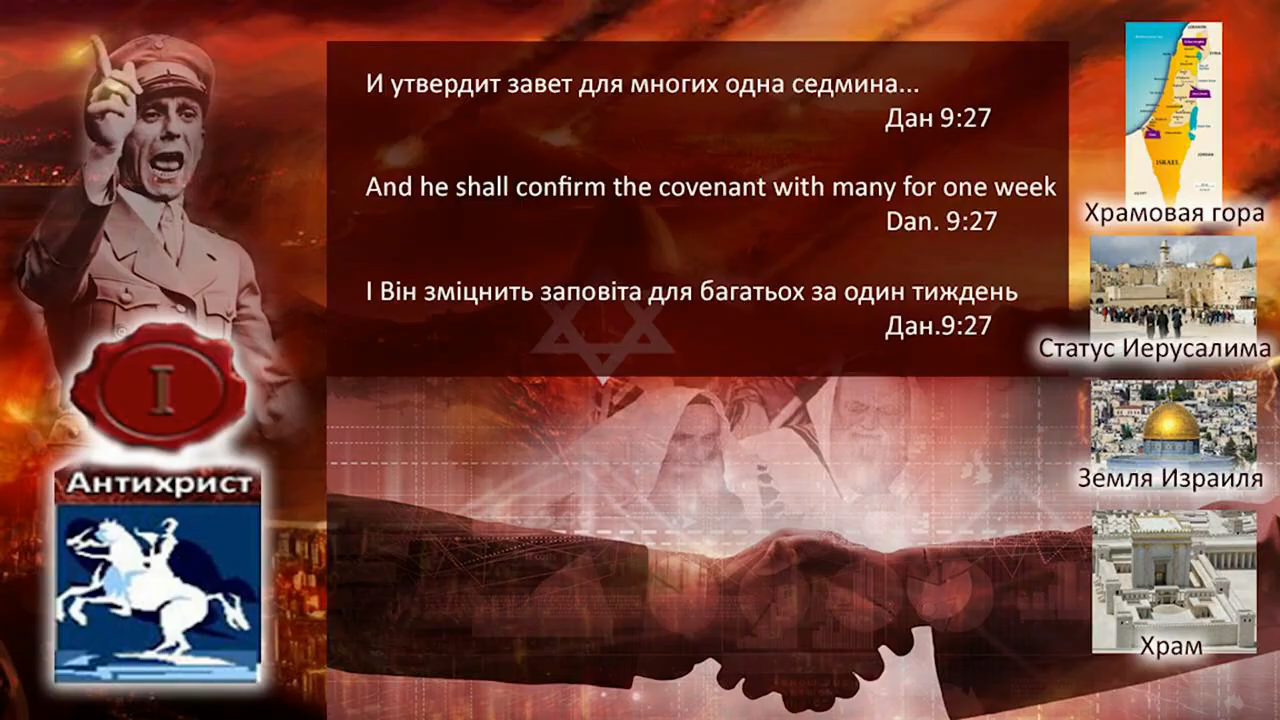 И утвердит завет для многих одна седмина...
Дан 9:27
And he shall confirm the covenant with many for one week
Dan. 9:27
І Він зміцнить заповіта для багатьох за один тиждень
Дан.9:27
I
Антихрист
ISRAEL
Храмовая гора
Статус Иерусалима
Земля Израиля
Храм